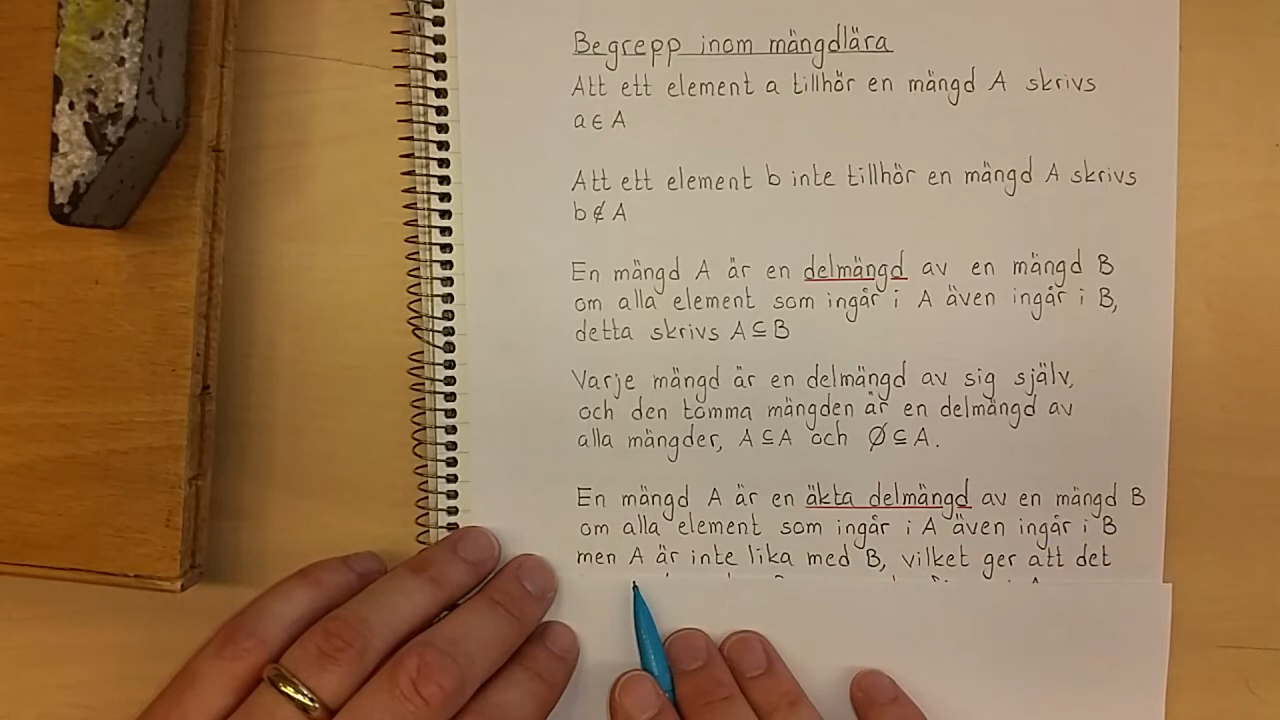 Begrepp inom mängdlära
Att ett element a tillhör en mängd A skrivs
a ∈ A
Att ett element b inte tillhör en mängd A skrivs
b ∉ A
En mängd A är en delmängd av en mängd B
om alla element som ingår i A även ingår i B,
detta skrivs A ⊆ B
Varje mängd är en delmängd av sig själv,
och den tomma mängden är en delmängd av
alla mängder, A ⊆ A och Ø ⊆ A.
En mängd A är en äkta delmängd av en mängd B
om alla element som ingår i A även ingår i B
men A är inte lika med B, vilket ger att det